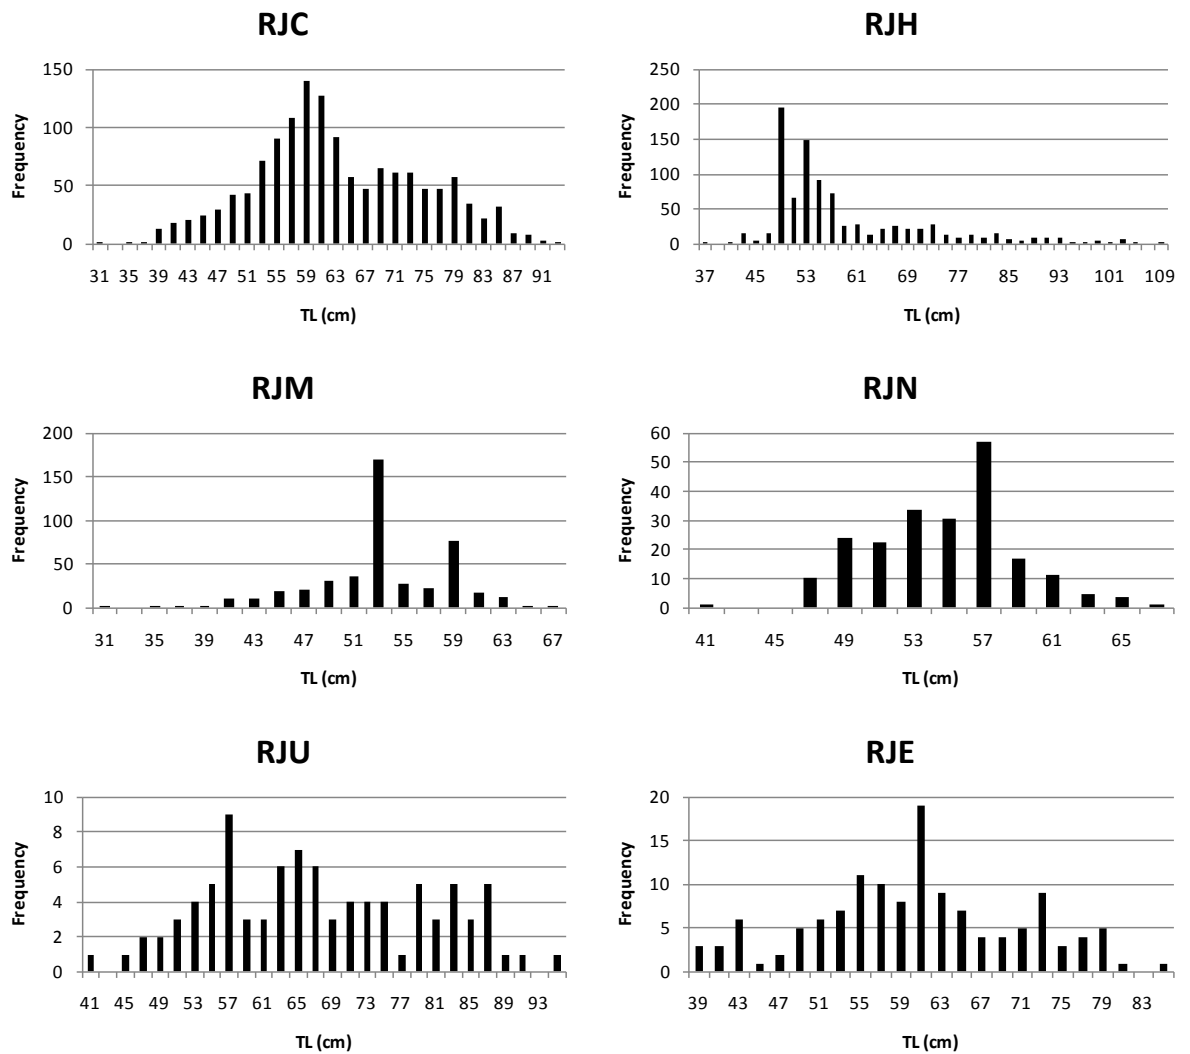 RJC
150
100
50
0
Frequency
31 35 39 43 47 51 55 59 63 67 71 75 79 83 87 91
TL (cm)
RJH
250
200
150
100
50
0
Frequency
37 45 53 61 69 77 85 93 101 109
TL (cm)
RJM
200
150
100
50
0
Frequency
31 35 39 43 47 51 55 59 63 67
TL (cm)
RJN
60
50
40
30
20
10
0
Frequency
41 45 49 53 57 61 65
TL (cm)
RJU
10
8
6
4
2
0
Frequency
41 45 49 53 57 61 65 69 73 77 81 85 89 93
TL (cm)
RJE
20
15
10
5
0
Frequency
39 43 47 51 55 59 63 67 71 75 79 83
TL (cm)